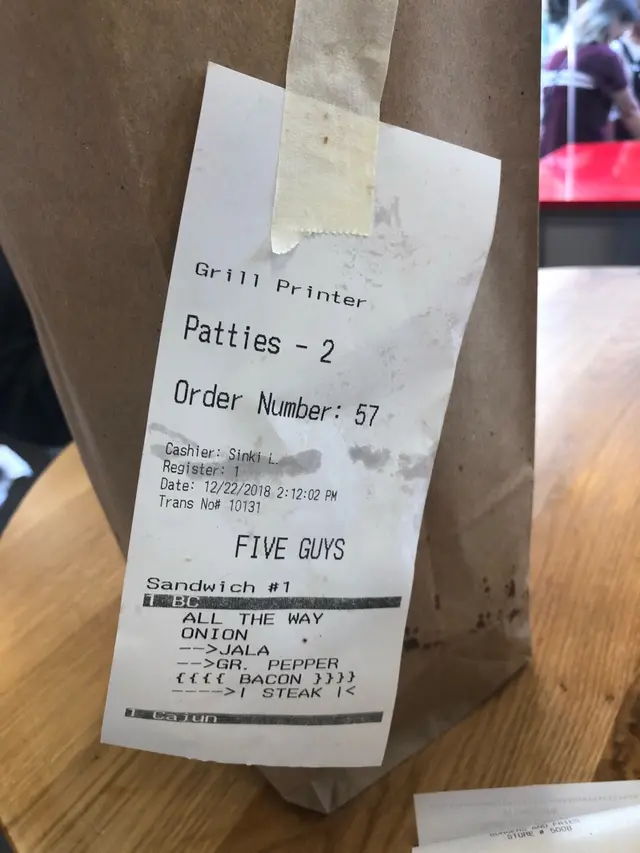 Grill Printer
Patties - 2
Order Number: 57
Cashier: Sinki L.
Register: 1
Date: 12/22/2018 2:12:02 PM
Trans No# 10131
FIVE GUYS
Sandwich #1
1 BC
ALL THE WAY
ONION
-->JALA
-->GR. PEPPER
{{{{ BACON }}}}
---->| STEAK |<
1 Cajun
STORE # 5008